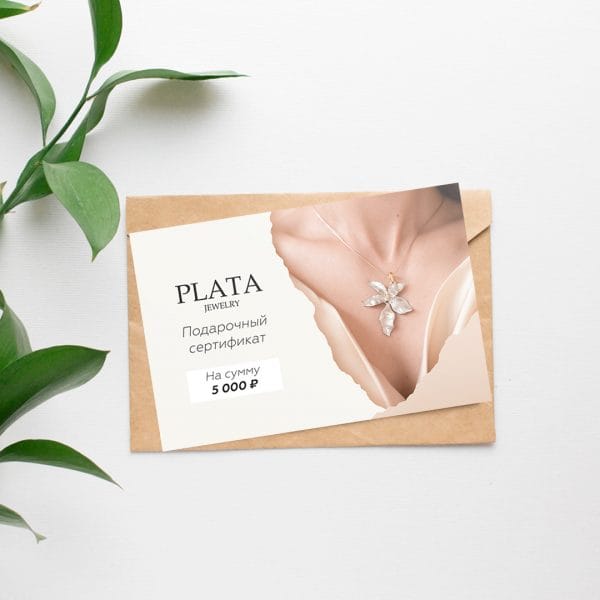 PLATA
JEWELRY
Подарочный
сертификат
На сумму
5 000 ₽